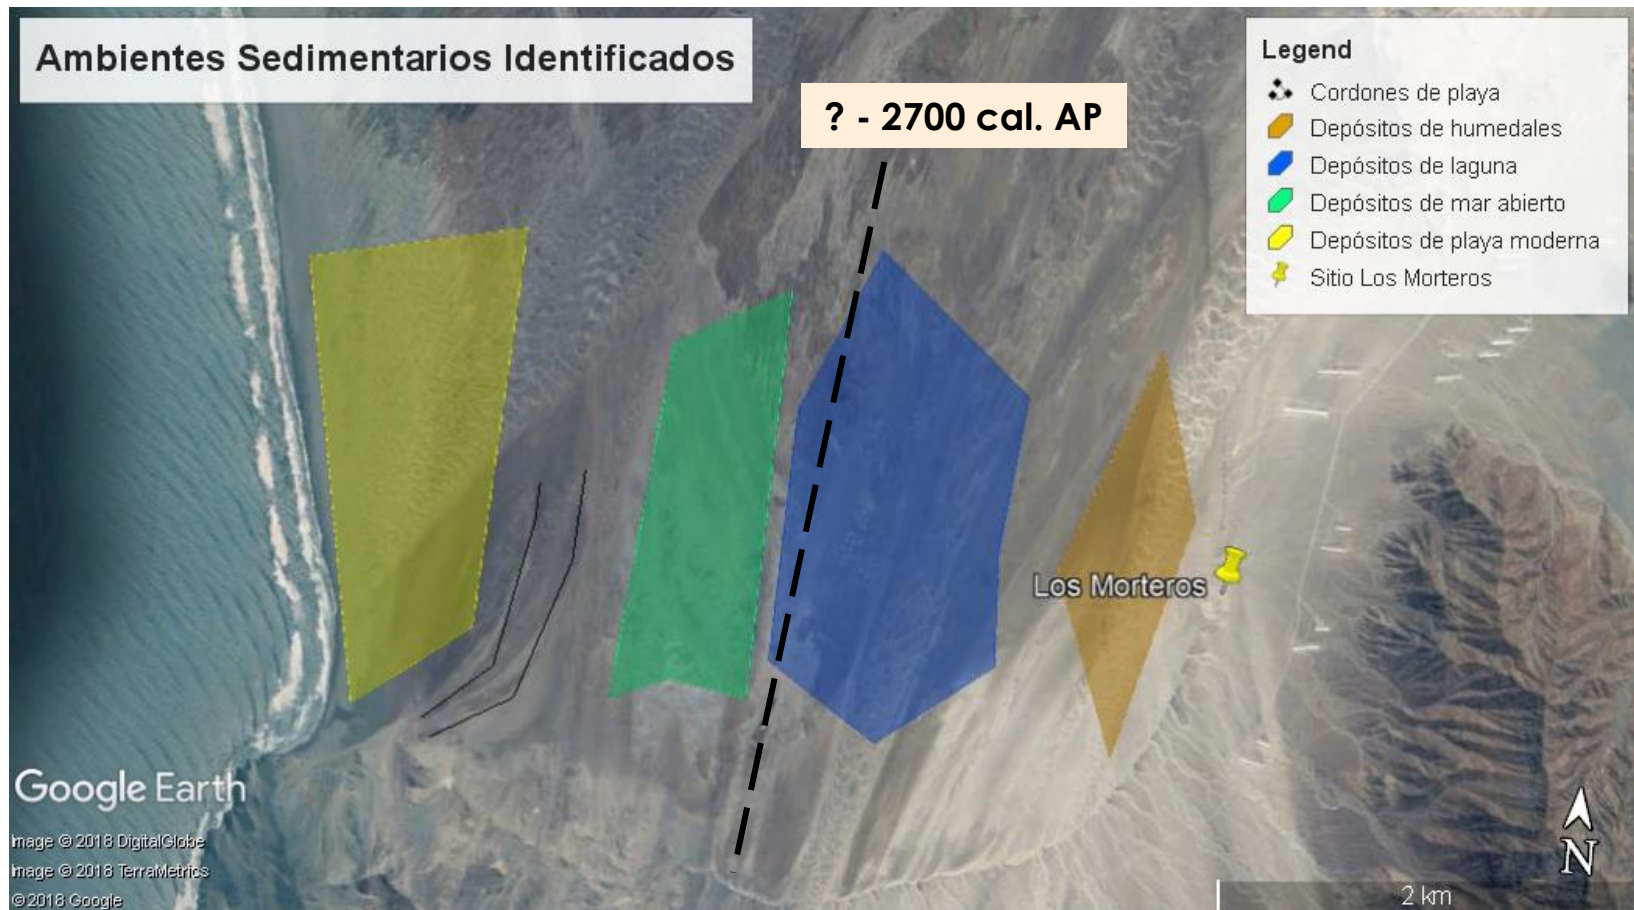 Ambientes Sedimentarios Identificados
? - 2700 cal. AP
Legend
Cordones de playa
Depósitos de humedales
Depósitos de laguna
Depósitos de mar abierto
Depósitos de playa moderna
Sitio Los Morteros
Los Morteros
Google Earth
Image © 2018 DigitalGlobe
Image © 2018 TerraMetrics
© 2018 Google
N
2 km